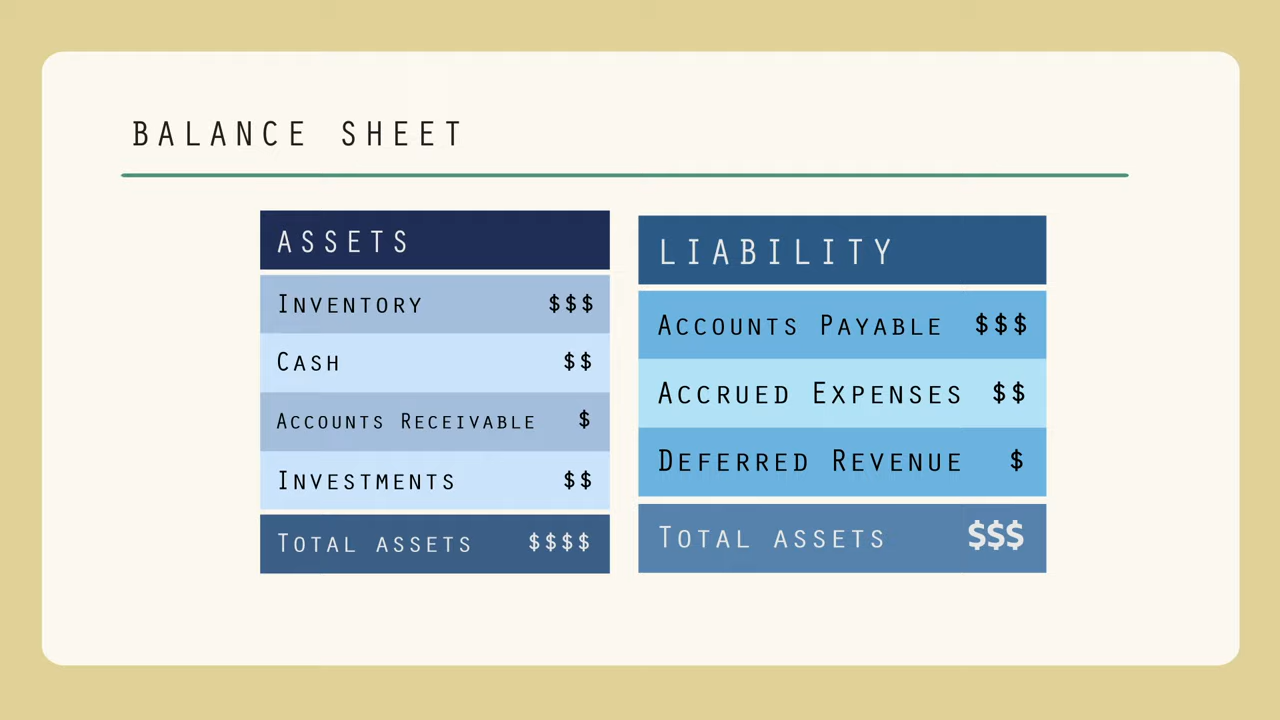 BALANCE SHEET
ASSETS
INVENTORY $$$
CASH $$
ACCOUNTS RECEIVABLE $
INVESTMENTS $$
TOTAL ASSETS $$$$
LIABILITY
ACCOUNTS PAYABLE $$$
ACCRUED EXPENSES $$
DEFERRED REVENUE $
TOTAL ASSETS $$$